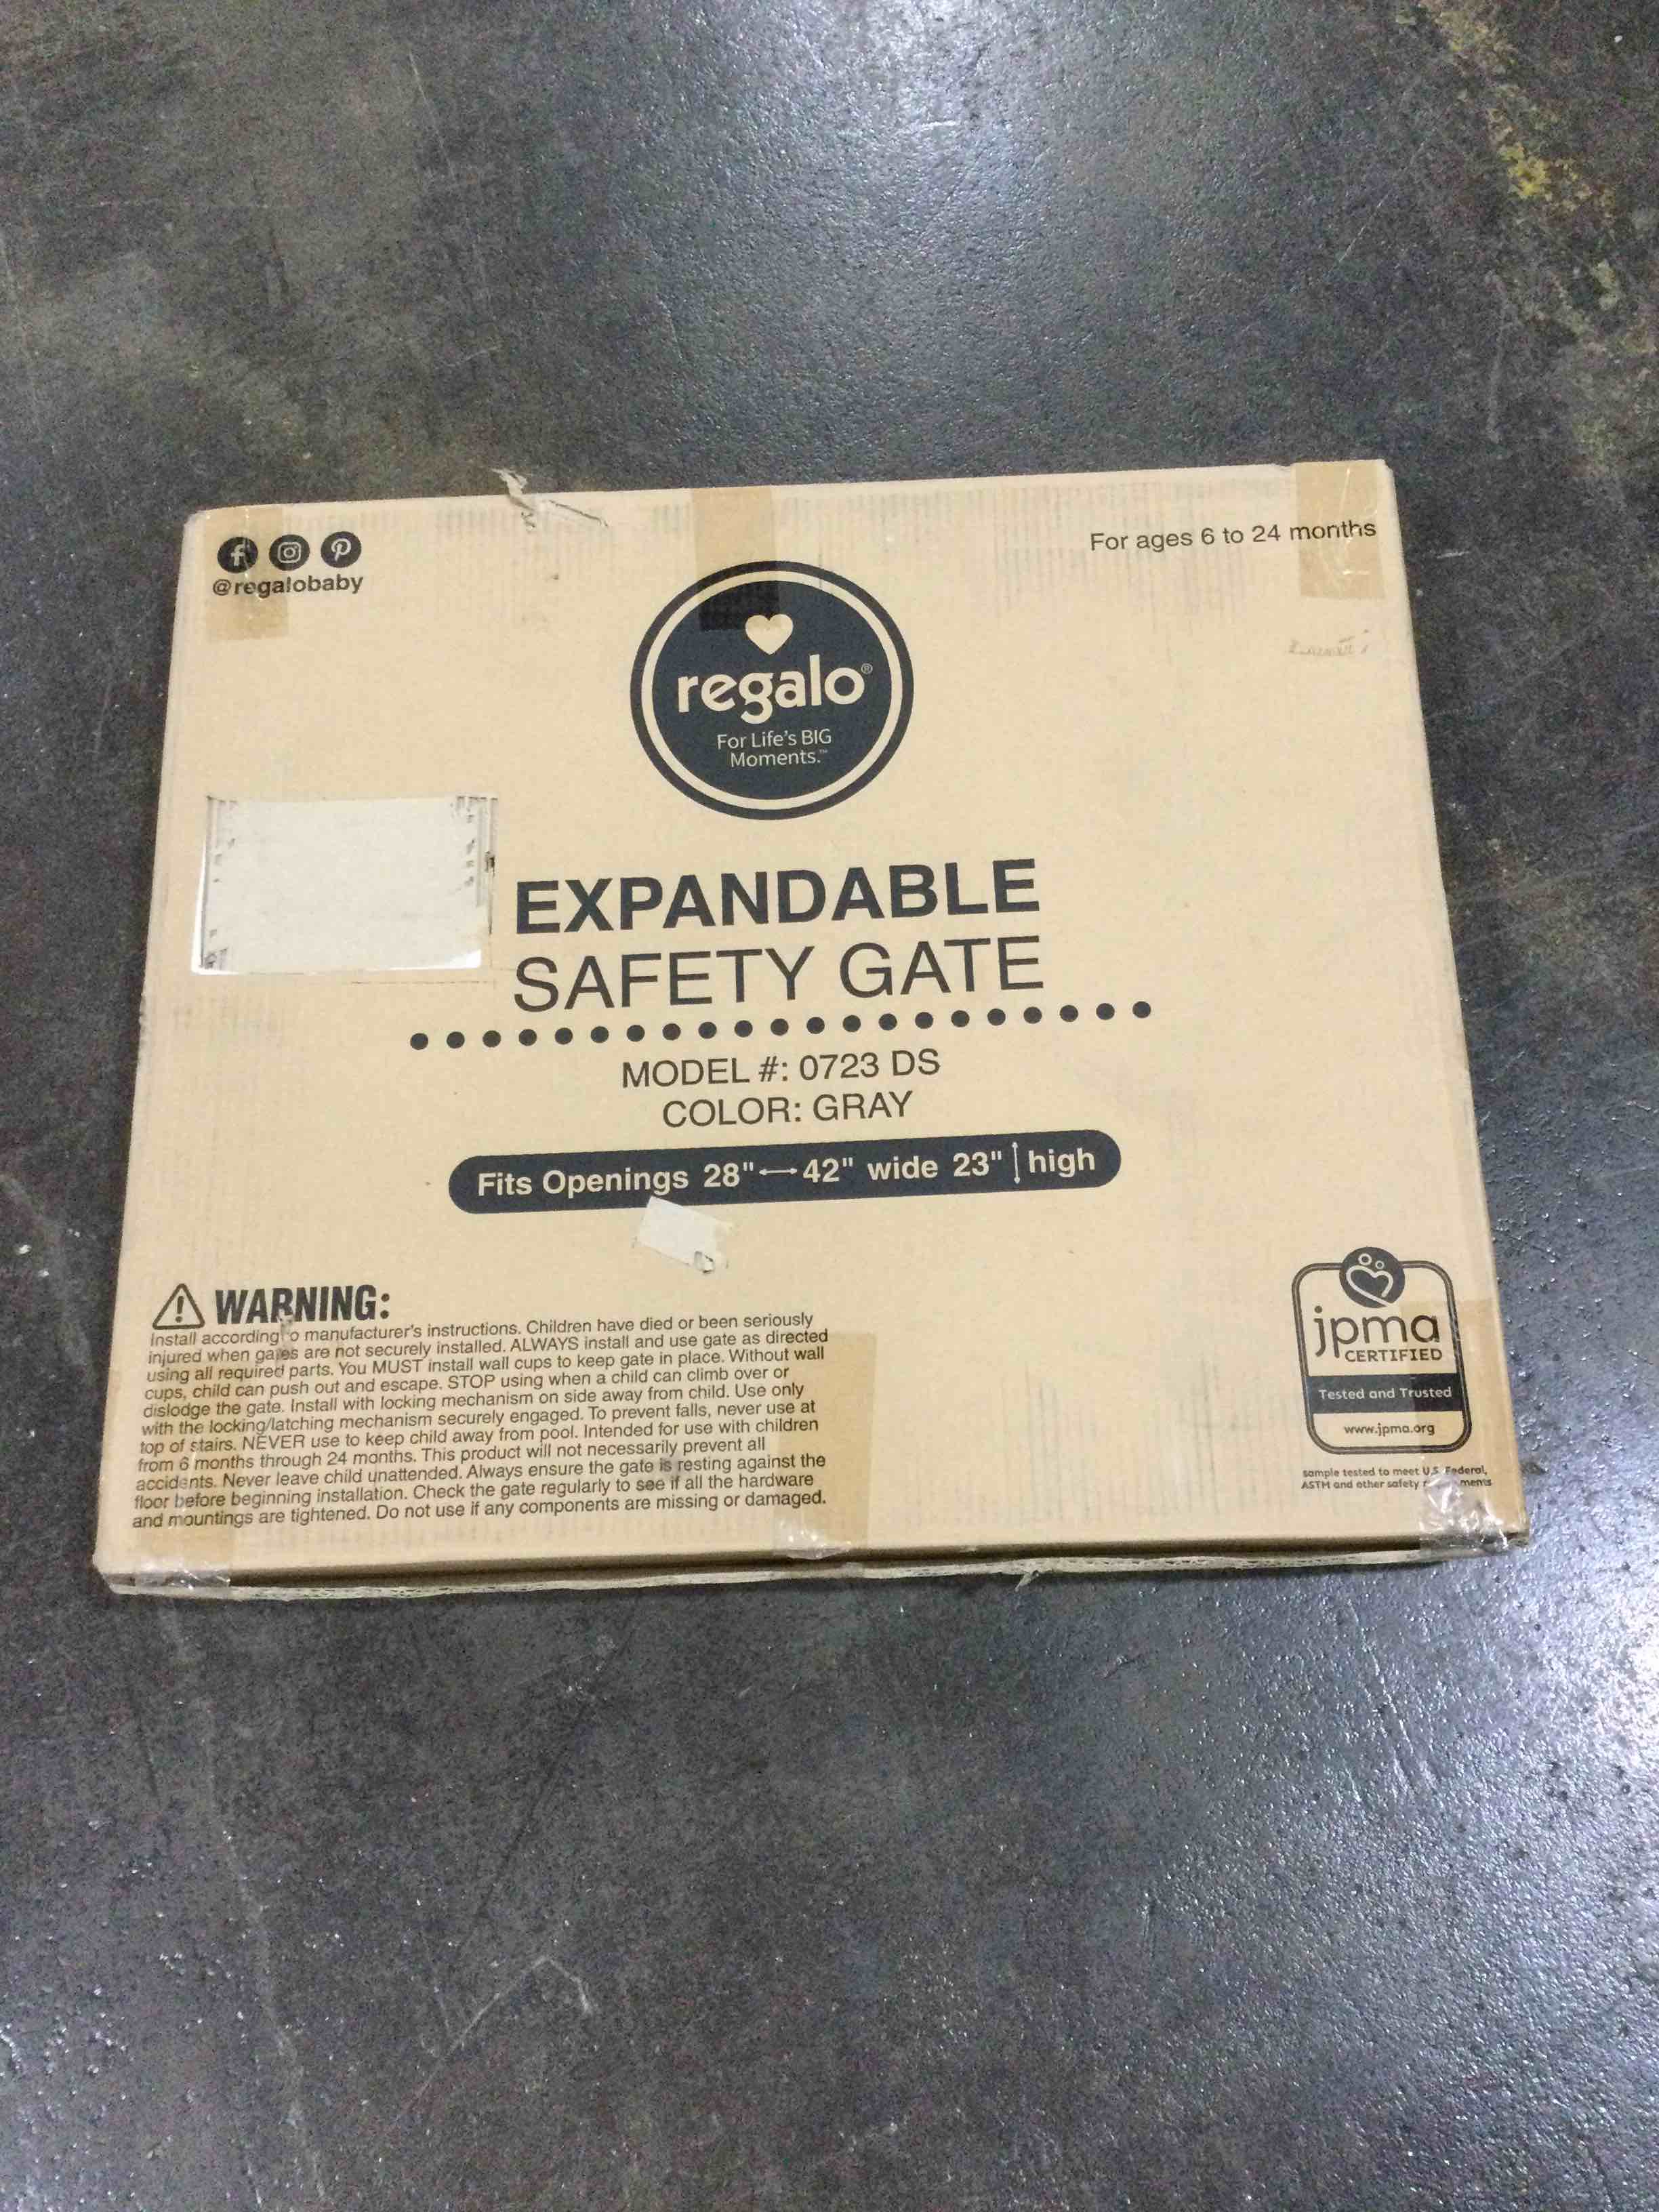 @regalobaby
For ages 6 to 24 months
regalo®
For Life's BIG
Moments.™
EXPANDABLE
SAFETY GATE
MODEL #: 0723 DS
COLOR: GRAY
Fits Openings 28"↔42" wide 23"↕high
WARNING:
Install according o manufacturer's instructions. Children have died or been seriously
injured when gates are not securely installed. ALWAYS install and use gate as directed
using all required parts. You MUST install wall cups to keep gate in place. Without wall
cups, child can push out and escape. STOP using when a child can climb over or
dislodge the gate. Install with locking mechanism on side away from child. Use only
with the locking/latching mechanism securely engaged. To prevent falls, never use at
top of stairs. NEVER use to keep child away from pool. Intended for use with children
from 6 months through 24 months. This product will not necessarily prevent all
accidents. Never leave child unattended. Always ensure the gate is resting against the
floor before beginning installation. Check the gate regularly to see if all the hardware
and mountings are tightened. Do not use if any components are missing or damaged.
jpma
CERTIFIED
Tested and Trusted
www.jpma.org
sample tested to meet U.S. Federal,
ASTM and other safety